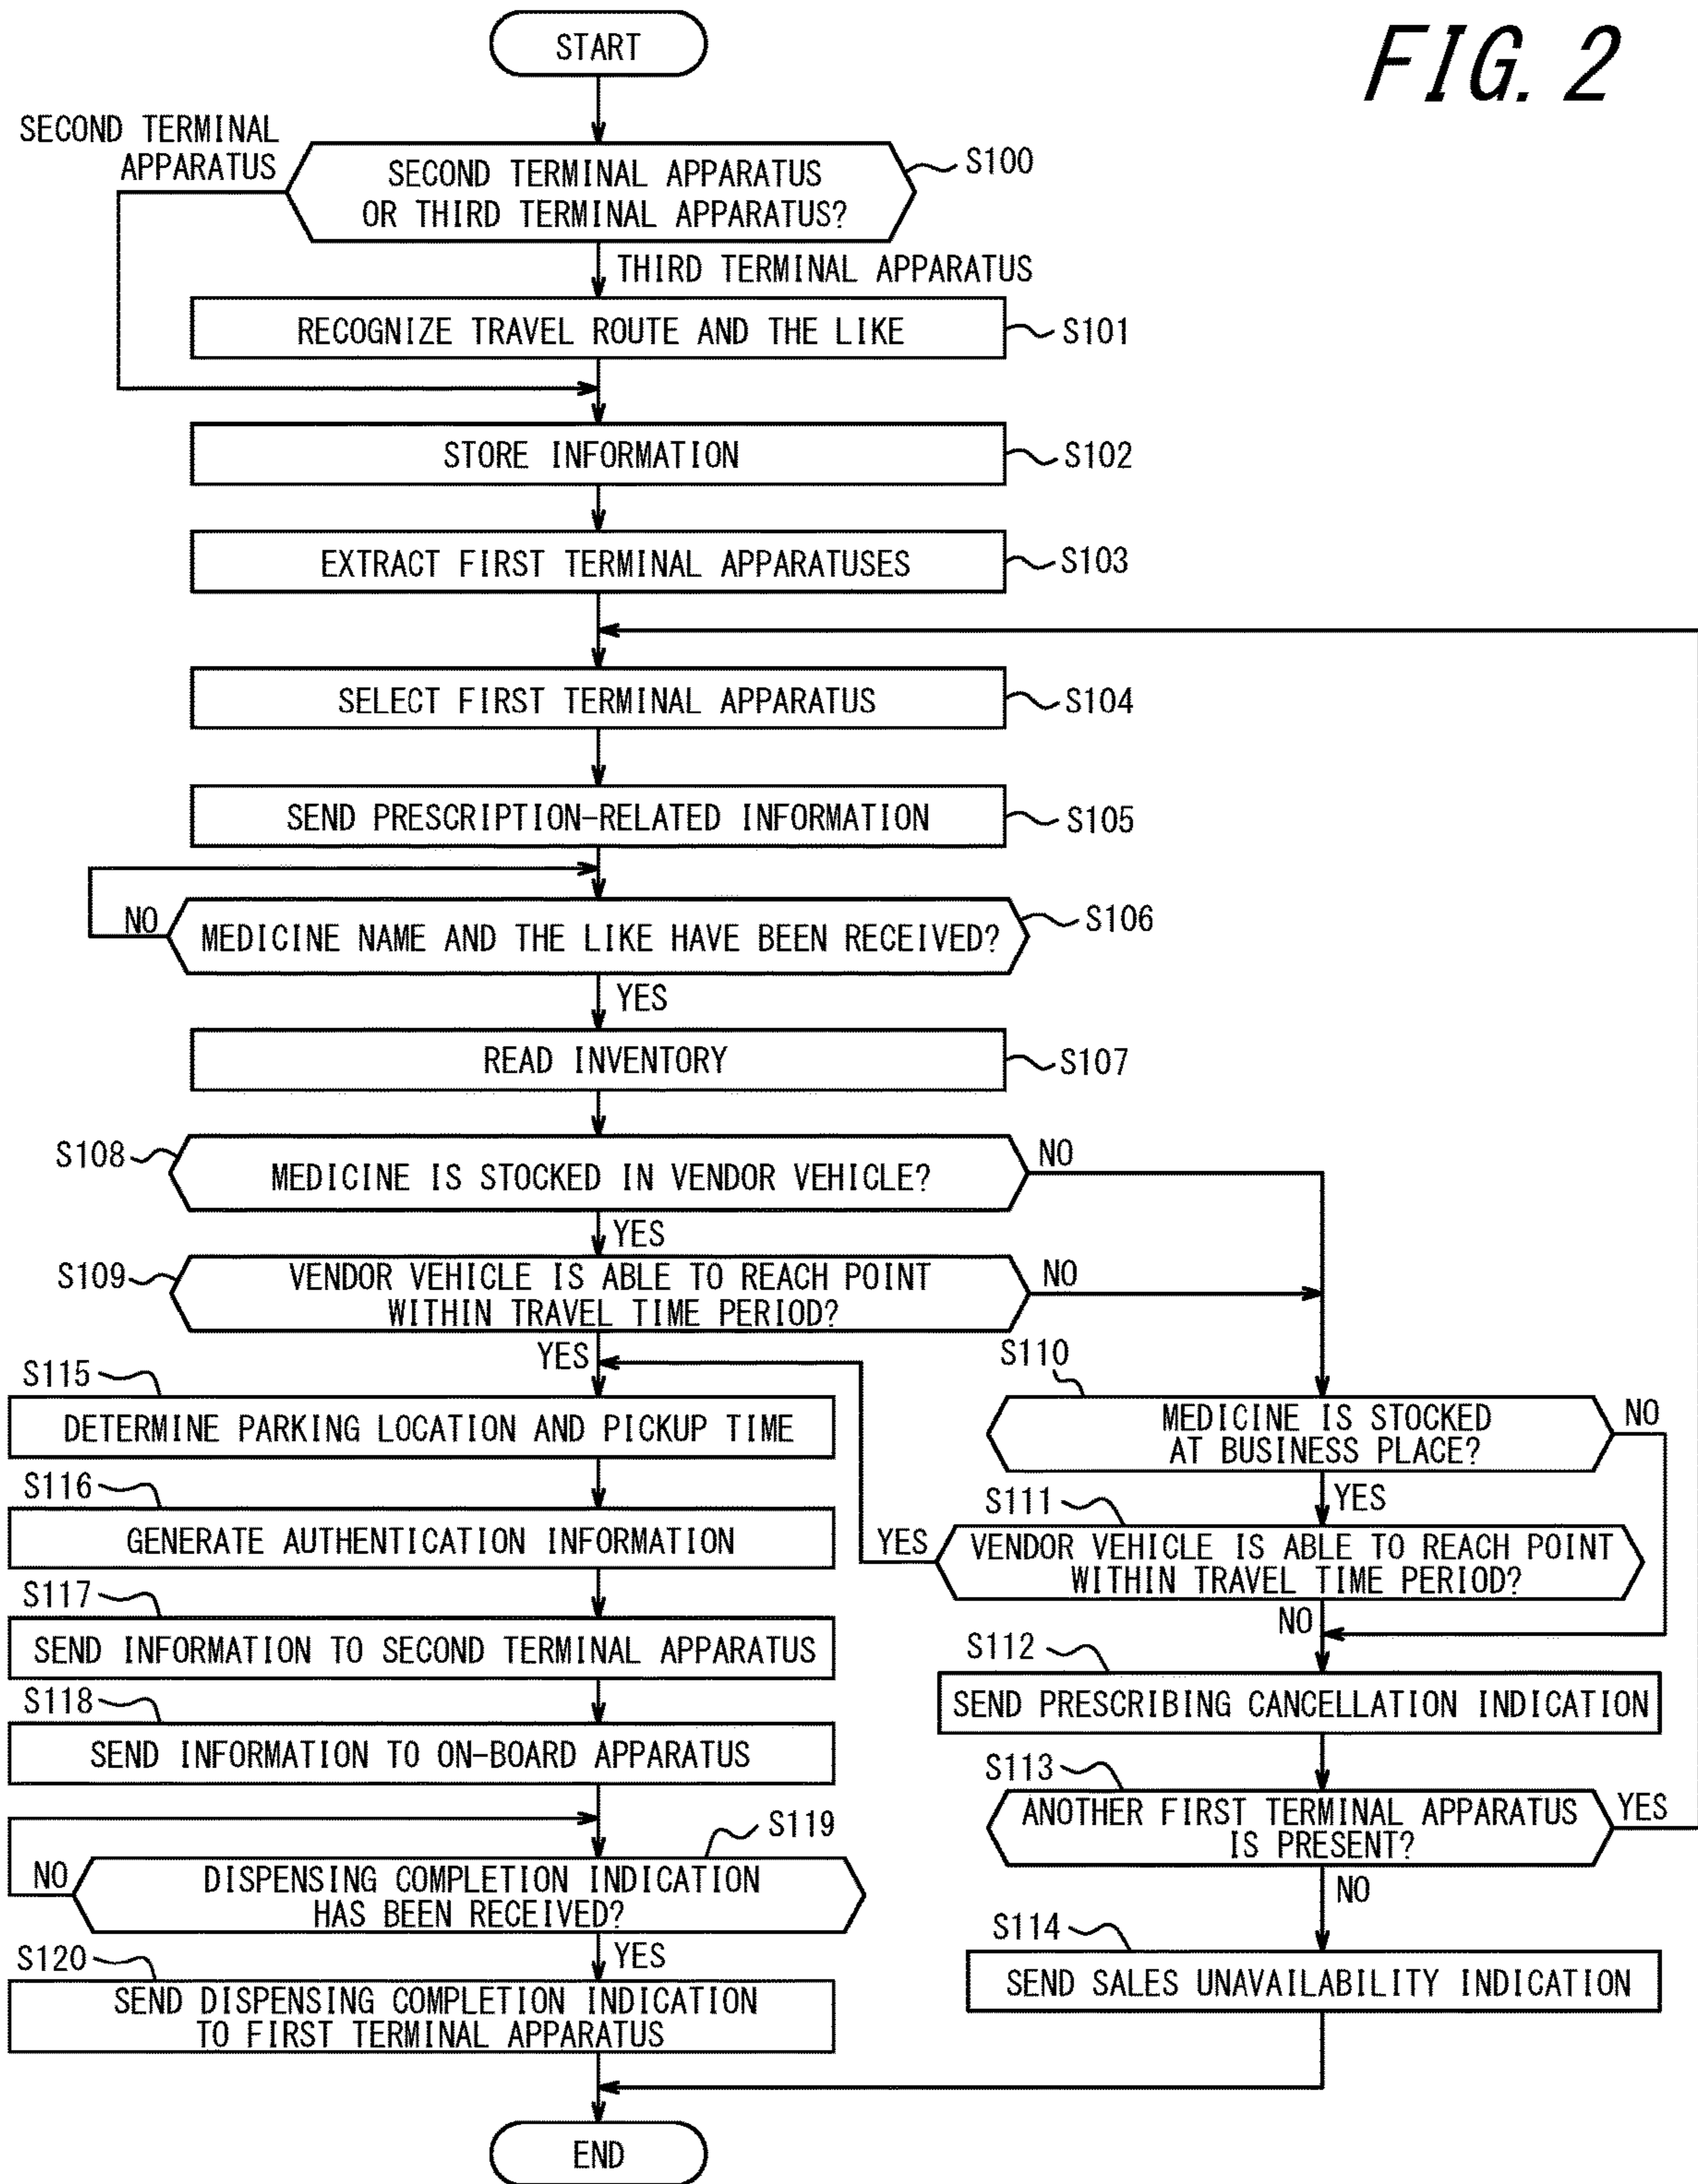 FIG. 2
START
SECOND TERMINAL
APPARATUS
SECOND TERMINAL APPARATUS
OR THIRD TERMINAL APPARATUS?
S100
THIRD TERMINAL APPARATUS
RECOGNIZE TRAVEL ROUTE AND THE LIKE
S101
STORE INFORMATION
S102
EXTRACT FIRST TERMINAL APPARATUSES
S103
SELECT FIRST TERMINAL APPARATUS
S104
SEND PRESCRIPTION-RELATED INFORMATION
S105
NO
MEDICINE NAME AND THE LIKE HAVE BEEN RECEIVED?
S106
YES
READ INVENTORY
S107
S108
MEDICINE IS STOCKED IN VENDOR VEHICLE?
NO
YES
S109
VENDOR VEHICLE IS ABLE TO REACH POINT
WITHIN TRAVEL TIME PERIOD?
NO
YES
S115
DETERMINE PARKING LOCATION AND PICKUP TIME
S116
GENERATE AUTHENTICATION INFORMATION
S117
SEND INFORMATION TO SECOND TERMINAL APPARATUS
S118
SEND INFORMATION TO ON-BOARD APPARATUS
S119
NO
DISPENSING COMPLETION INDICATION
HAS BEEN RECEIVED?
YES
S120
SEND DISPENSING COMPLETION INDICATION
TO FIRST TERMINAL APPARATUS
S110
MEDICINE IS STOCKED
AT BUSINESS PLACE?
NO
YES
S111
YES
VENDOR VEHICLE IS ABLE TO REACH POINT
WITHIN TRAVEL TIME PERIOD?
NO
S112
SEND PRESCRIBING CANCELLATION INDICATION
S113
ANOTHER FIRST TERMINAL APPARATUS
IS PRESENT?
YES
NO
S114
SEND SALES UNAVAILABILITY INDICATION
END